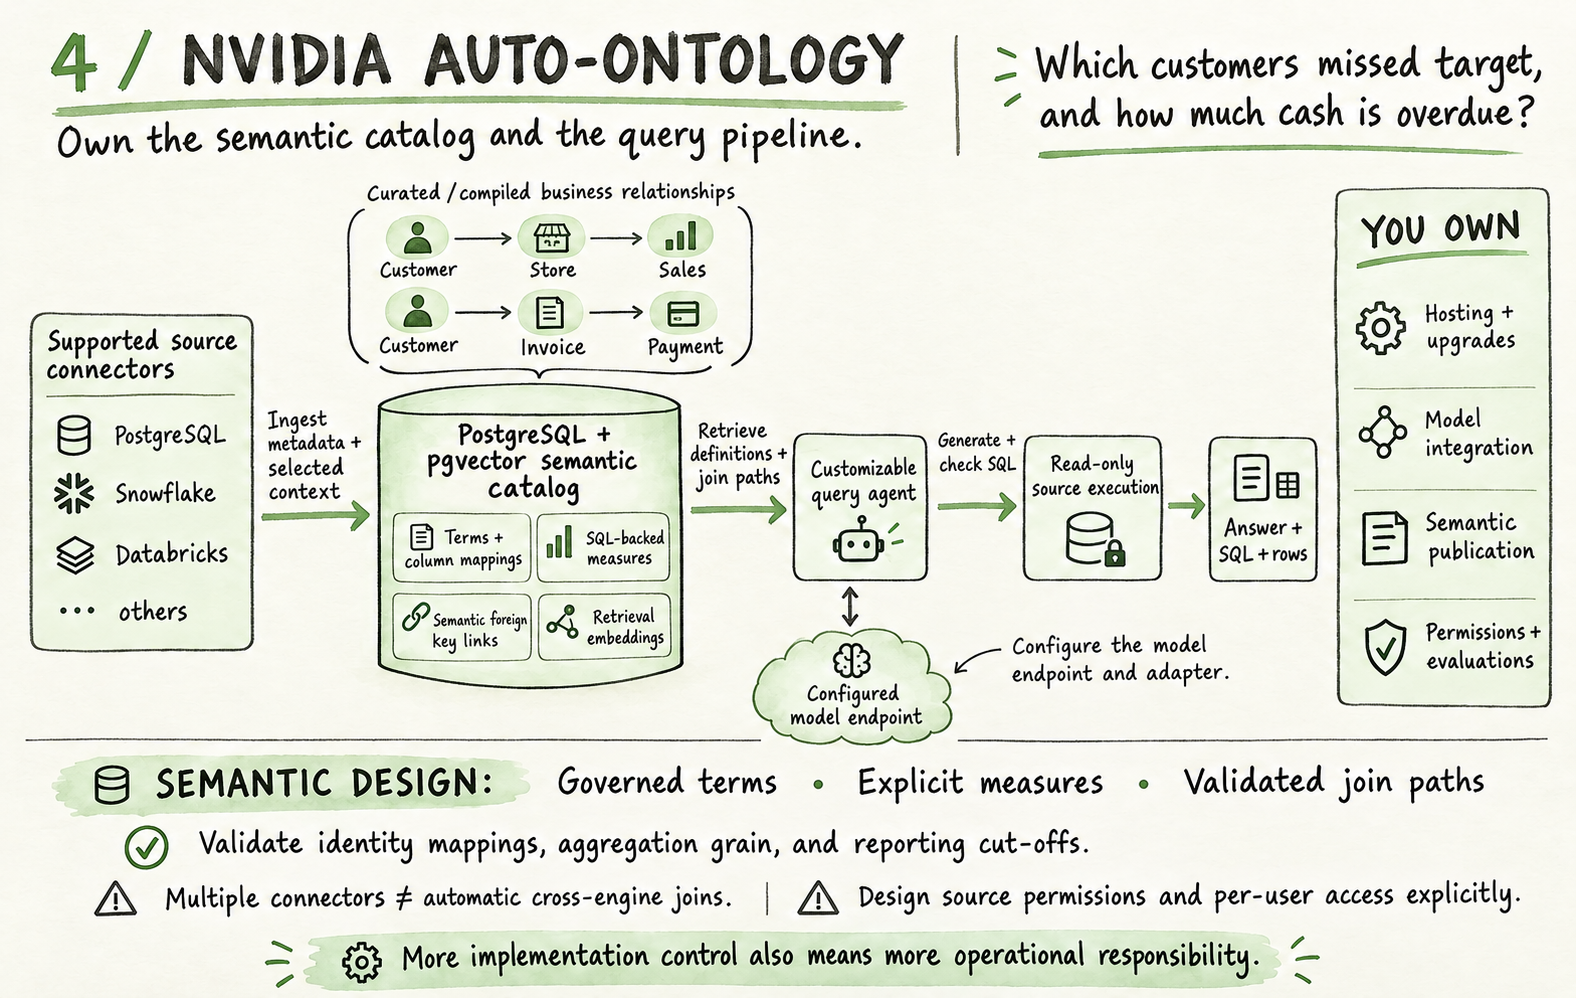 4 / NVIDIA AUTO-ONTOLOGY
Own the semantic catalog and the query pipeline.
Which customers missed target,
and how much cash is overdue?
Supported source
connectors
PostgreSQL
Snowflake
Databricks
... others
Ingest
metadata +
selected
context
Curated / compiled business relationships
Customer
Store
Sales
Customer
Invoice
Payment
PostgreSQL +
pgvector semantic
catalog
Terms +
column mappings
SQL-backed
measures
Semantic foreign
key links
Retrieval
embeddings
Retrieve
definitions +
join paths
Customizable
query agent
Configured
model endpoint
Configure the model
endpoint and adapter.
Generate +
check SQL
Read-only
source execution
Answer +
SQL + rows
YOU OWN
Hosting +
upgrades
Model
integration
Semantic
publication
Permissions +
evaluations
SEMANTIC DESIGN: Governed terms • Explicit measures • Validated join paths
Validate identity mappings, aggregation grain, and reporting cut-offs.
Multiple connectors ≠ automatic cross-engine joins. | Design source permissions and per-user access explicitly.
More implementation control also means more operational responsibility.